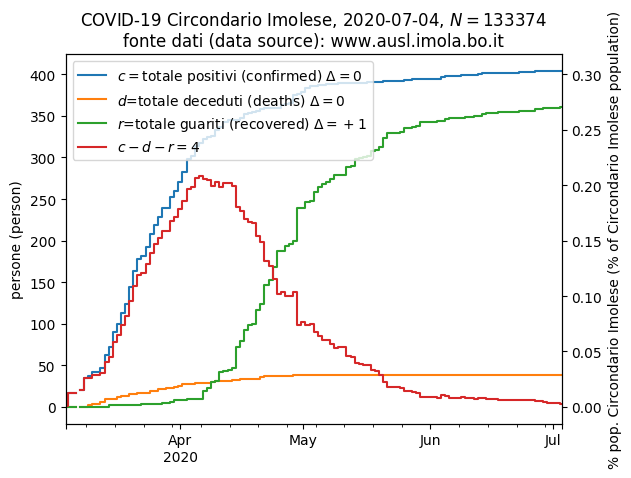 COVID-19 Circondario Imolese, 2020-07-04, N = 133374
fonte dati (data source): www.ausl.imola.bo.it
c = totale positivi (confirmed) Δ = 0
d=totale deceduti (deaths) Δ = 0
r=totale guariti (recovered) Δ = +1
c − d − r = 4
persone (person)
400
350
300
250
200
150
100
50
0
0.30
0.25
0.20
0.15
0.10
0.05
0.00
% pop. Circondario Imolese (% of Circondario Imolese population)
Apr May Jun Jul
2020